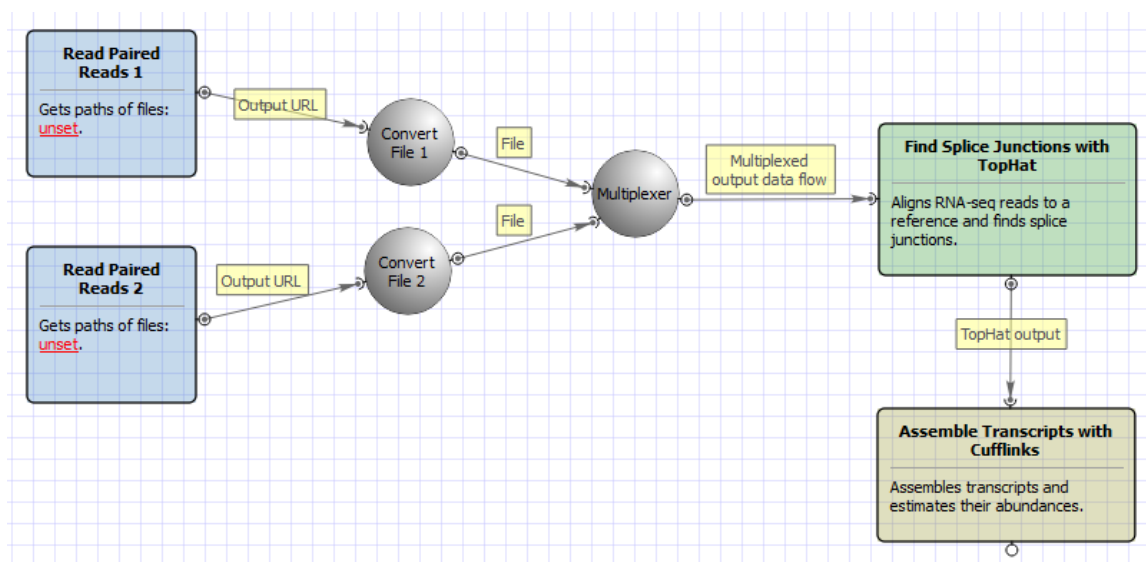 Read Paired
Reads 1
Gets paths of files:
unset.
Output URL
Convert
File 1
File
Multiplexer
Multiplexed
output data flow
Find Splice Junctions with
TopHat
Aligns RNA-seq reads to a
reference and finds splice
junctions.
Read Paired
Reads 2
Gets paths of files:
unset.
Output URL
Convert
File 2
File
TopHat output
Assemble Transcripts with
Cufflinks
Assembles transcripts and
estimates their abundances.